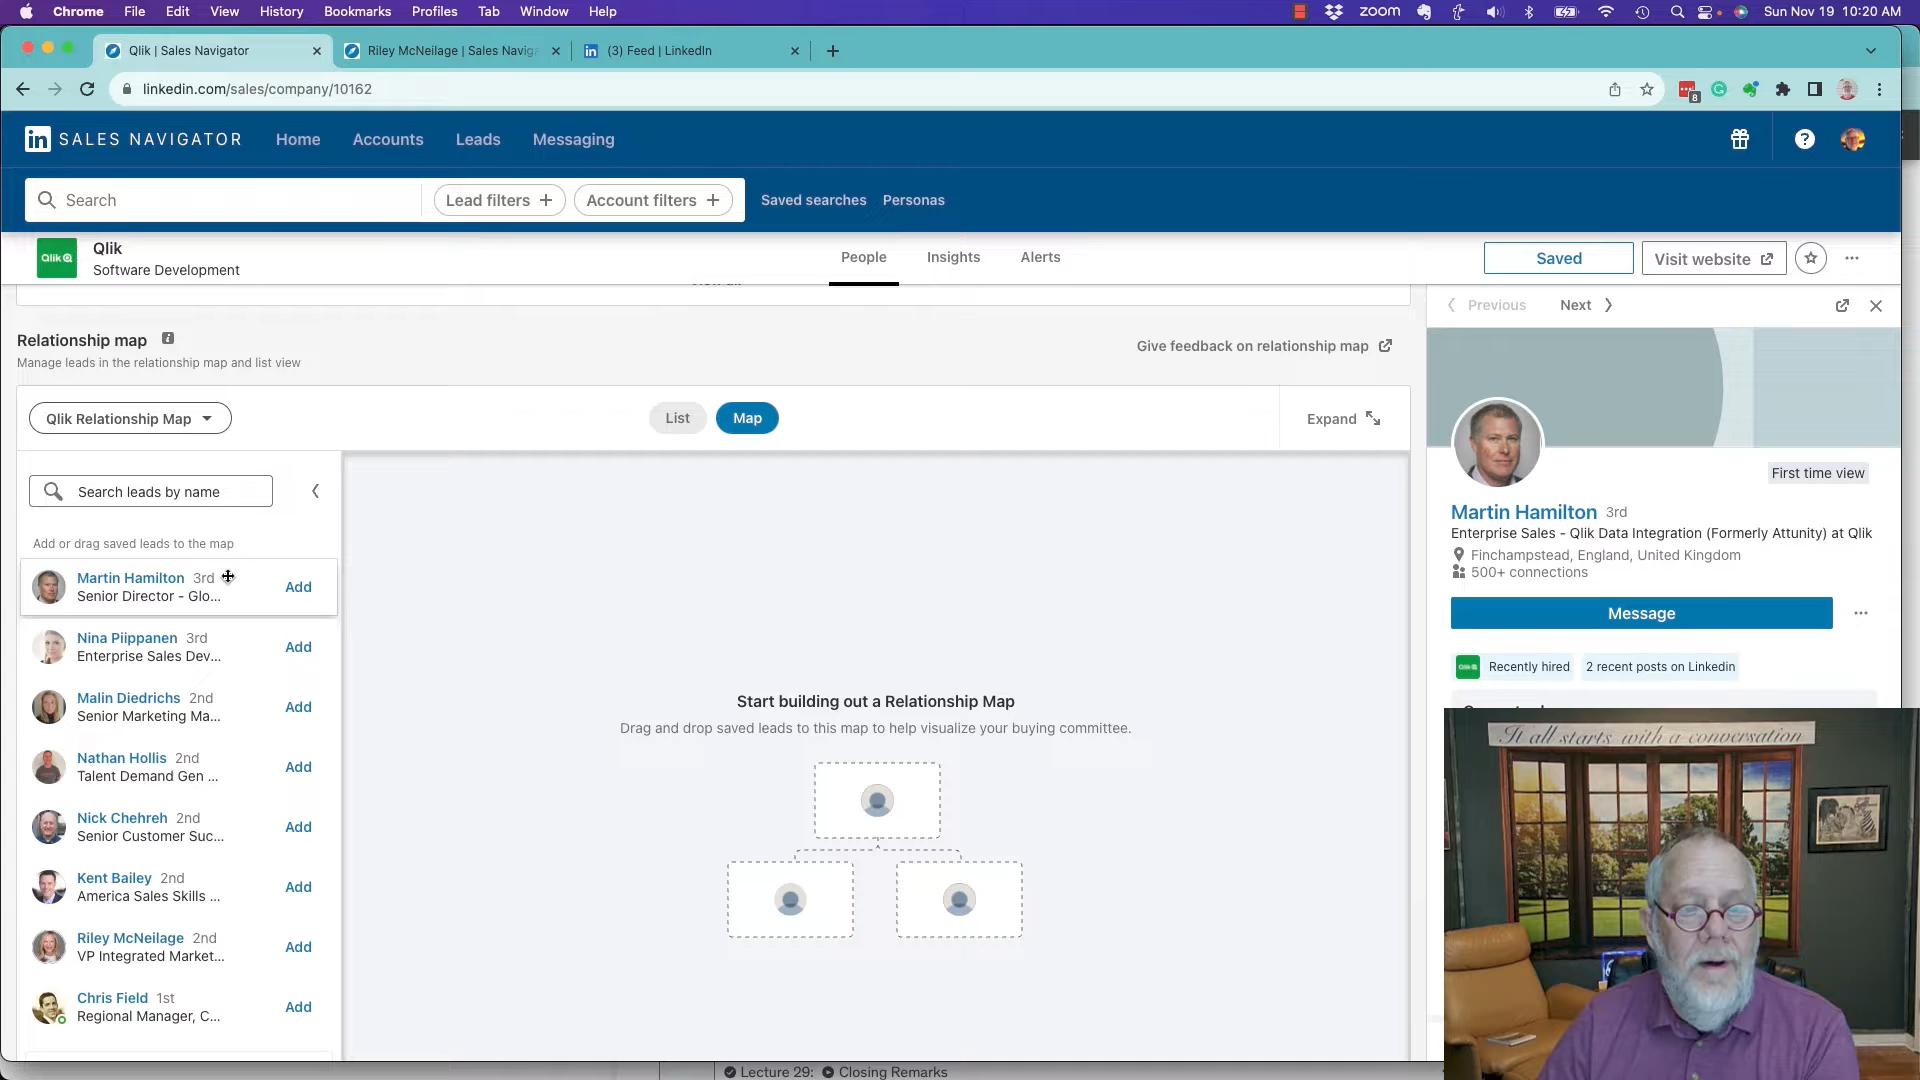 Chrome File Edit View History Bookmarks Profiles Tab Window Help
zoom Sun Nov 19 10:20 AM
Qlik | Sales Navigator
Riley McNeilage | Sales Naviga
(3) Feed | LinkedIn
linkedin.com/sales/company/10162
8
in SALES NAVIGATOR Home Accounts Leads Messaging
Search
Lead filters +
Account filters +
Saved searches
Personas
Qlik
Qlik
Software Development
People
Insights
Alerts
Saved
Visit website
Relationship map
Manage leads in the relationship map and list view
Give feedback on relationship map
Qlik Relationship Map
List
Map
Expand
Search leads by name
Add or drag saved leads to the map
Martin Hamilton 3rd
Senior Director - Glo...
Add
Nina Piippanen 3rd
Enterprise Sales Dev...
Add
Malin Diedrichs 2nd
Senior Marketing Ma...
Add
Nathan Hollis 2nd
Talent Demand Gen ...
Add
Nick Chehreh 2nd
Senior Customer Suc...
Add
Kent Bailey 2nd
America Sales Skills ...
Add
Riley McNeilage 2nd
VP Integrated Market...
Add
Chris Field 1st
Regional Manager, C...
Add
Start building out a Relationship Map
Drag and drop saved leads to this map to help visualize your buying committee.
Previous
Next
First time view
Martin Hamilton 3rd
Enterprise Sales - Qlik Data Integration (Formerly Attunity) at Qlik
Finchampstead, England, United Kingdom
500+ connections
Message
Recently hired
2 recent posts on Linkedin
It all starts with a conversation
Lecture 29: Closing Remarks